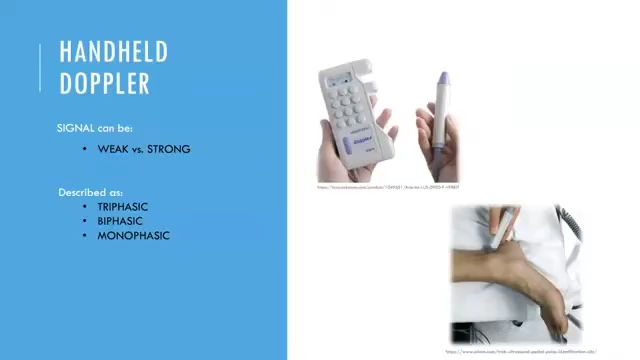 HANDHELD
DOPPLER
SIGNAL can be:
• WEAK vs. STRONG
Described as:
• TRIPHASIC
• BIPHASIC
• MONOPHASIC